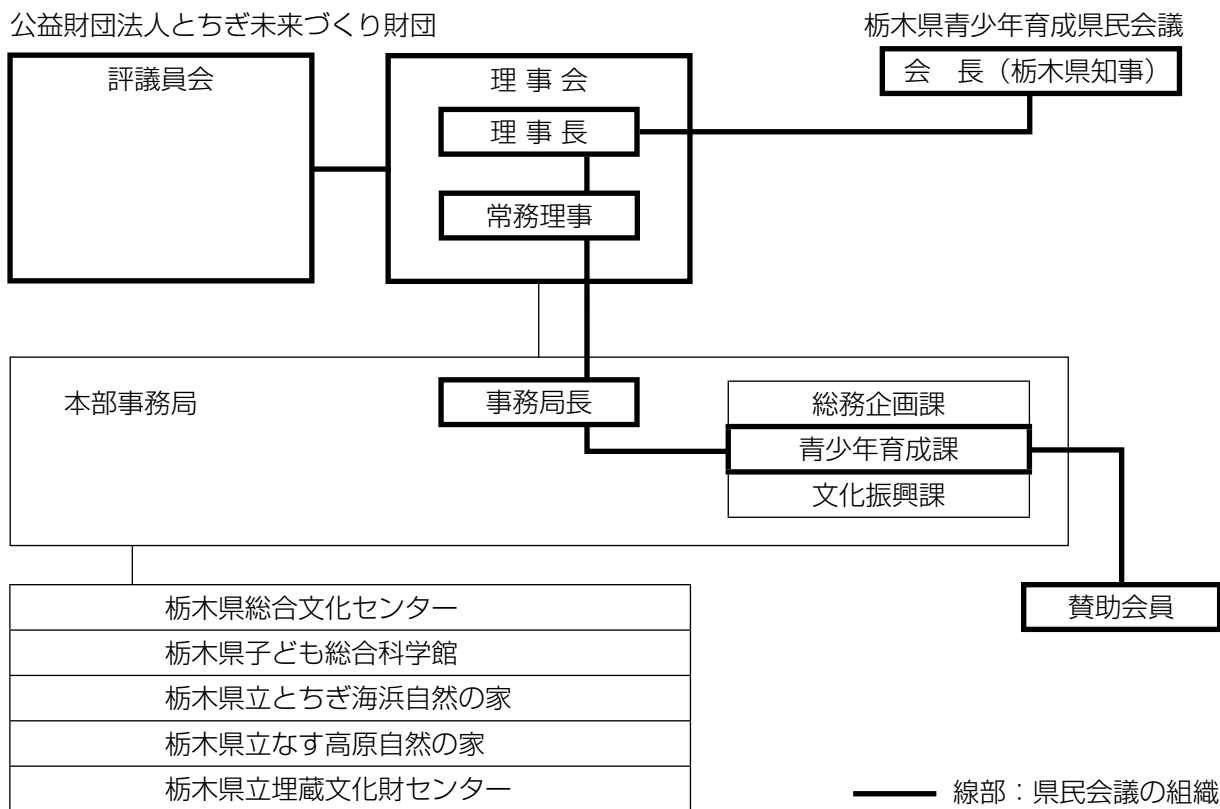 公益財団法人とちぎ未来づくり財団
栃木県青少年育成県民会議
評議員会
理事会
会　長（栃木県知事）
理事長
常務理事
本部事務局
事務局長
総務企画課
青少年育成課
文化振興課
賛助会員
栃木県総合文化センター
栃木県子ども総合科学館
栃木県立とちぎ海浜自然の家
栃木県立なす高原自然の家
栃木県立埋蔵文化財センター
線部：県民会議の組織